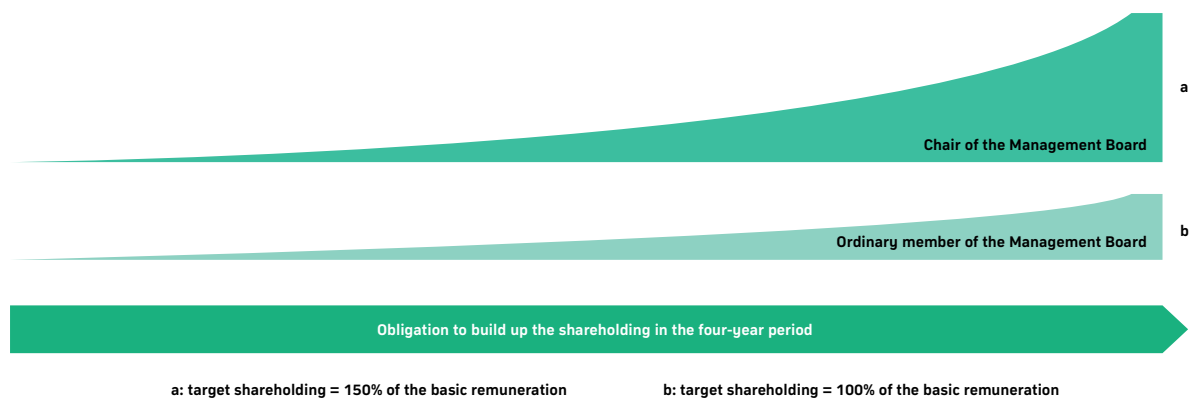 a
Chair of the Management Board
b
Ordinary member of the Management Board
Obligation to build up the shareholding in the four-year period
a: target shareholding = 150% of the basic remuneration
b: target shareholding = 100% of the basic remuneration